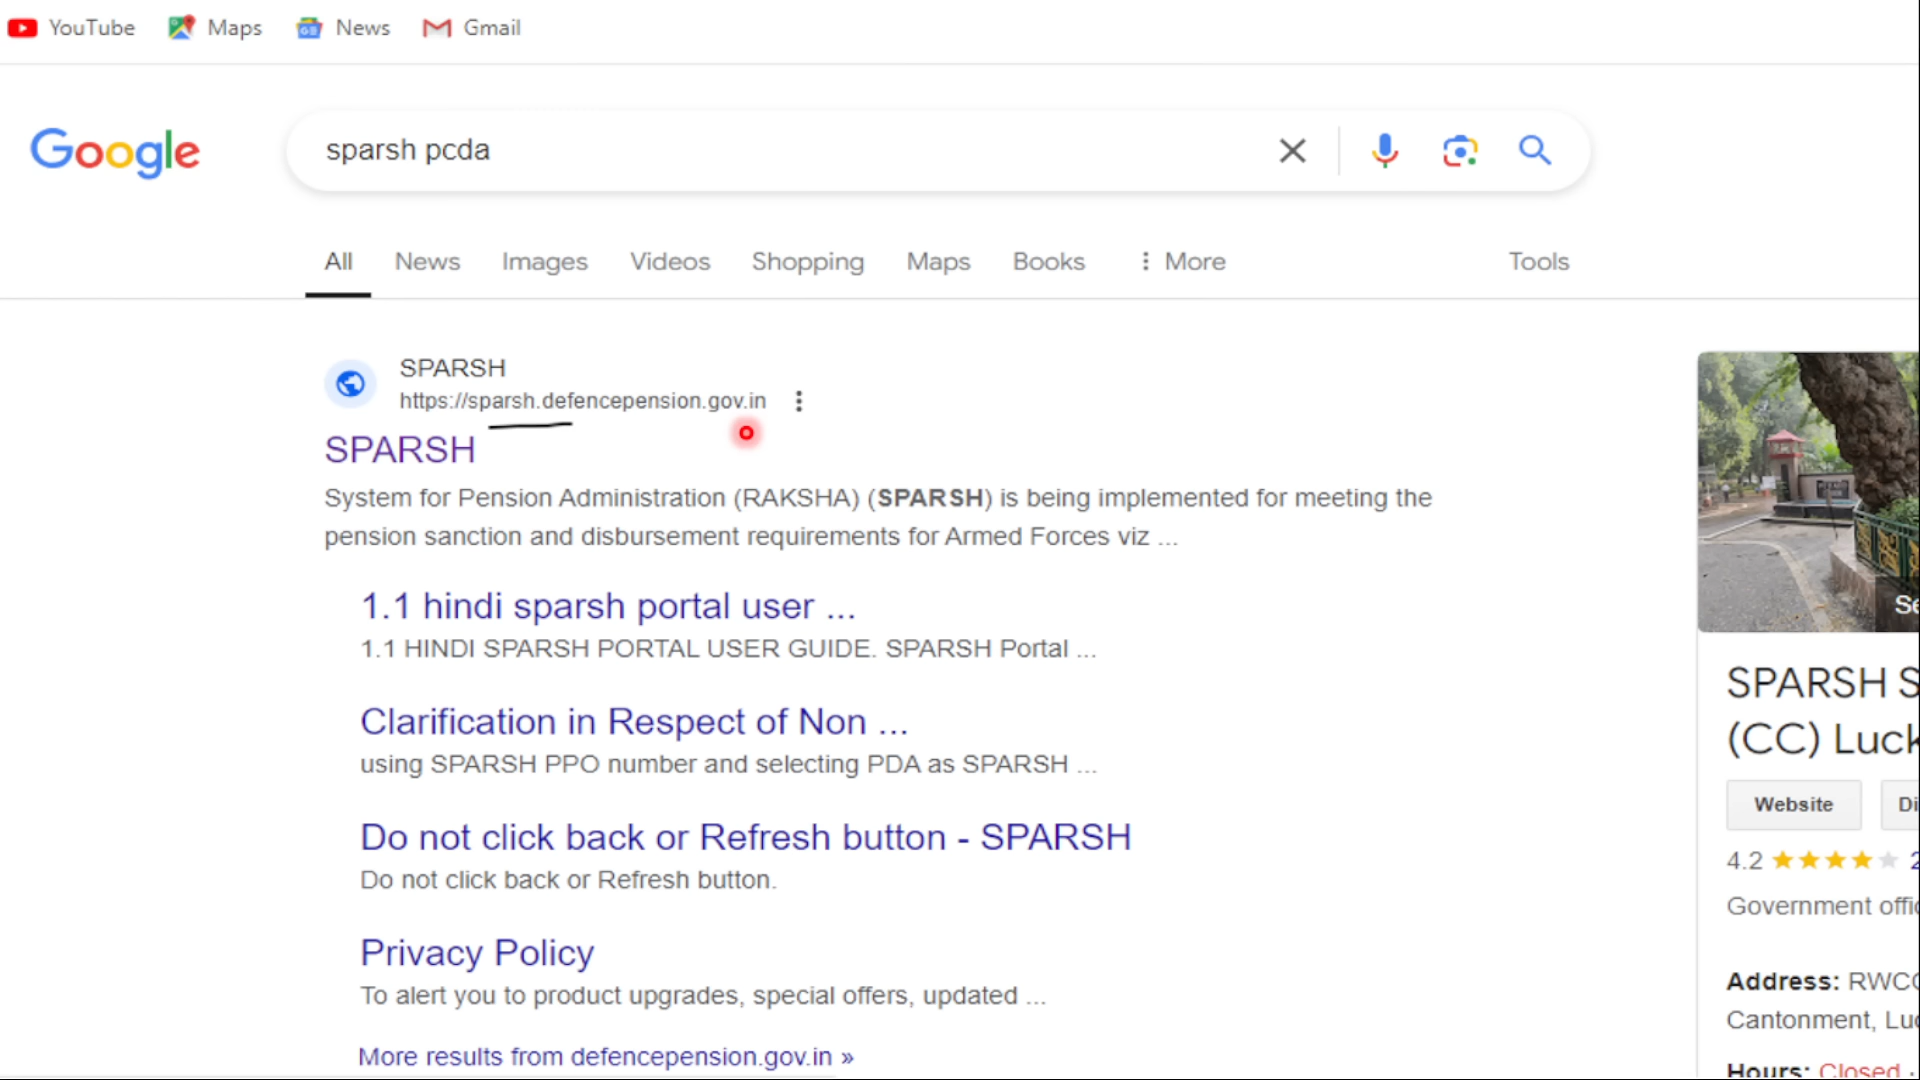 YouTube Maps News Gmail
Google
sparsh pcda
All News Images Videos Shopping Maps Books More Tools
SPARSH
https://sparsh.defencepension.gov.in
SPARSH
System for Pension Administration (RAKSHA) (SPARSH) is being implemented for meeting the
pension sanction and disbursement requirements for Armed Forces viz ...
1.1 hindi sparsh portal user ...
1.1 HINDI SPARSH PORTAL USER GUIDE. SPARSH Portal ...
Clarification in Respect of Non ...
using SPARSH PPO number and selecting PDA as SPARSH ...
Do not click back or Refresh button - SPARSH
Do not click back or Refresh button.
Privacy Policy
To alert you to product upgrades, special offers, updated ...
More results from defencepension.gov.in »
SPARSH S
(CC) Luck
Website
4.2
Government
Address:
Cantonment,
Hours: Closed ·